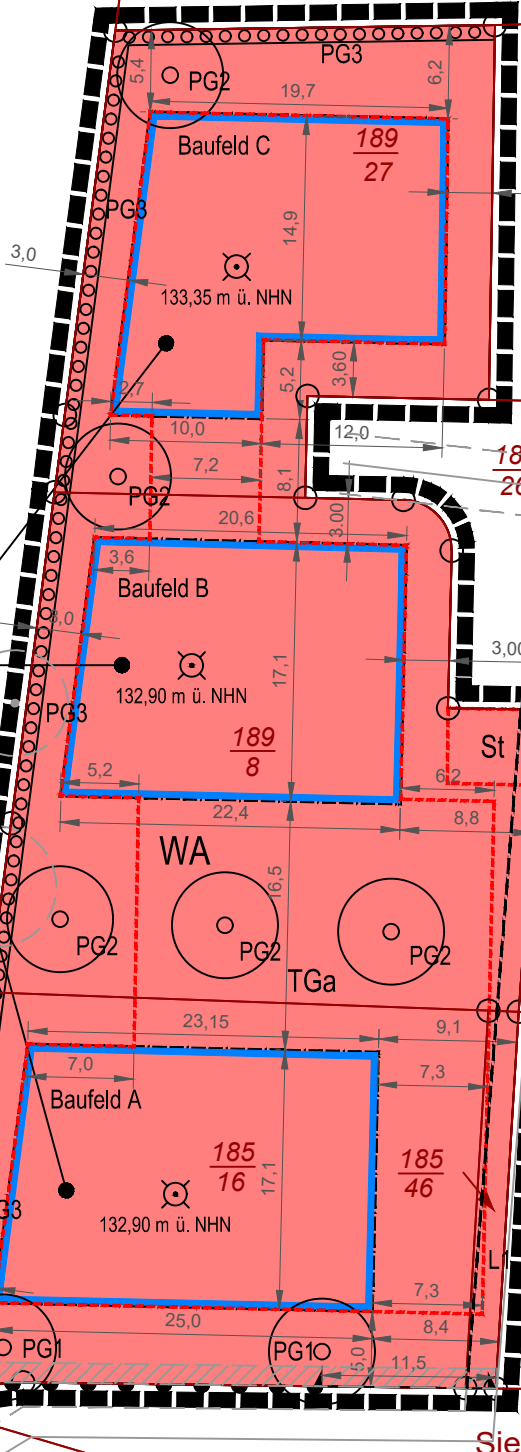 PG3
5,4
6,2
PG2
19,7
Baufeld C
189
27
PG3
14,9
3,0
133,35 m ü. NHN
2,7
5,2
3,60
10,0
12,0
7,2
8,1
PG2
3.00
20,6
3,6
Baufeld B
3,0
17,1
3,00
132,90 m ü. NHN
PG3
189
8
St
5,2
6,2
22,4
8,8
WA
16,5
PG2
PG2
PG2
TGa
23,15
9,1
7,0
7,3
Baufeld A
185
16
17,1
185
46
132,90 m ü. NHN
7,3
25,0
8,4
PG1
PG1
5,0
11,5